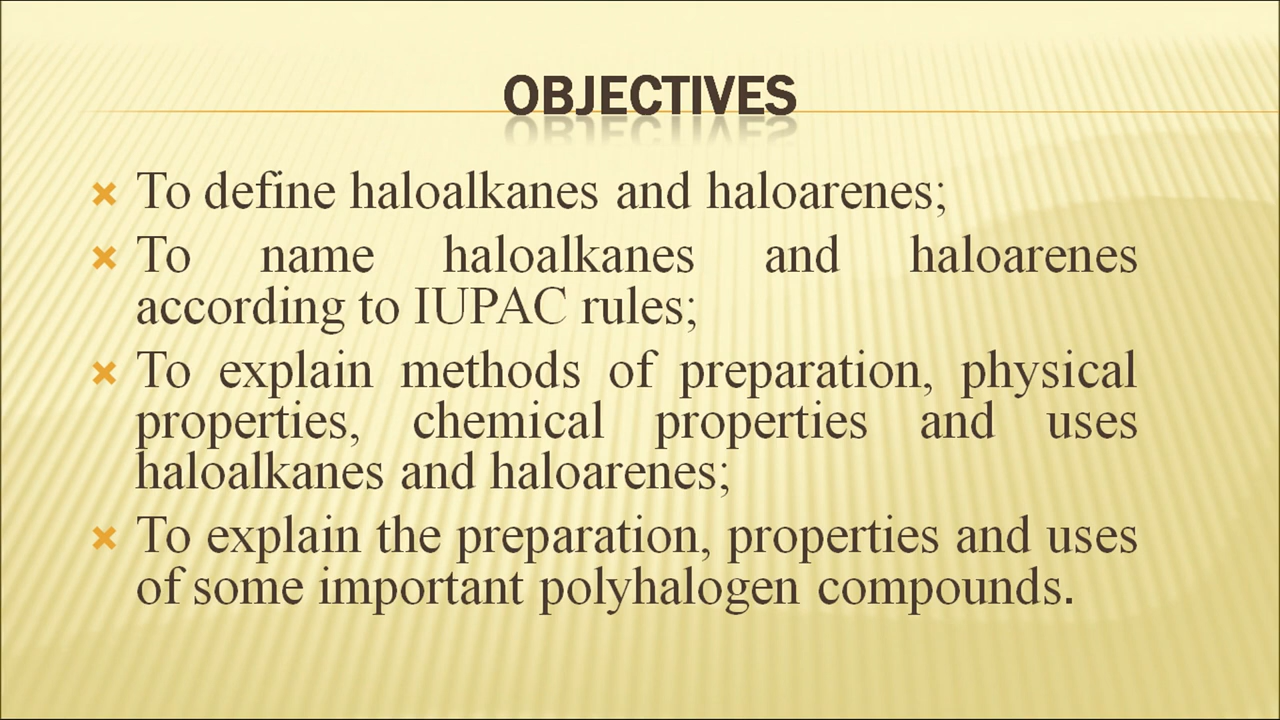 OBJECTIVES
To define haloalkanes and haloarenes;
To name haloalkanes and haloarenes
according to IUPAC rules;
To explain methods of preparation, physical
properties, chemical properties and uses
haloalkanes and haloarenes;
To explain the preparation, properties and uses
of some important polyhalogen compounds.